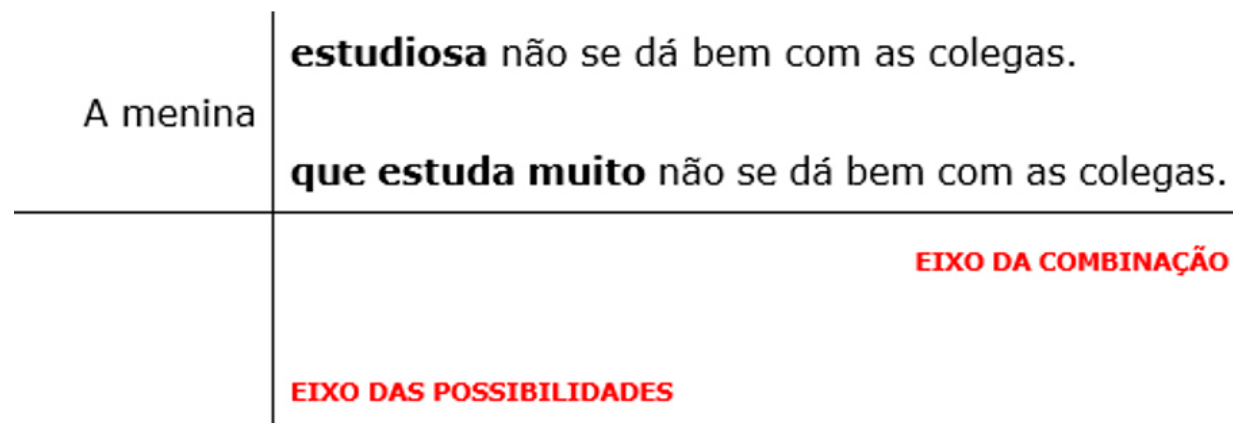 estudiosa não se dá bem com as colegas.
A menina
que estuda muito não se dá bem com as colegas.
EIXO DA COMBINAÇÃO
EIXO DAS POSSIBILIDADES